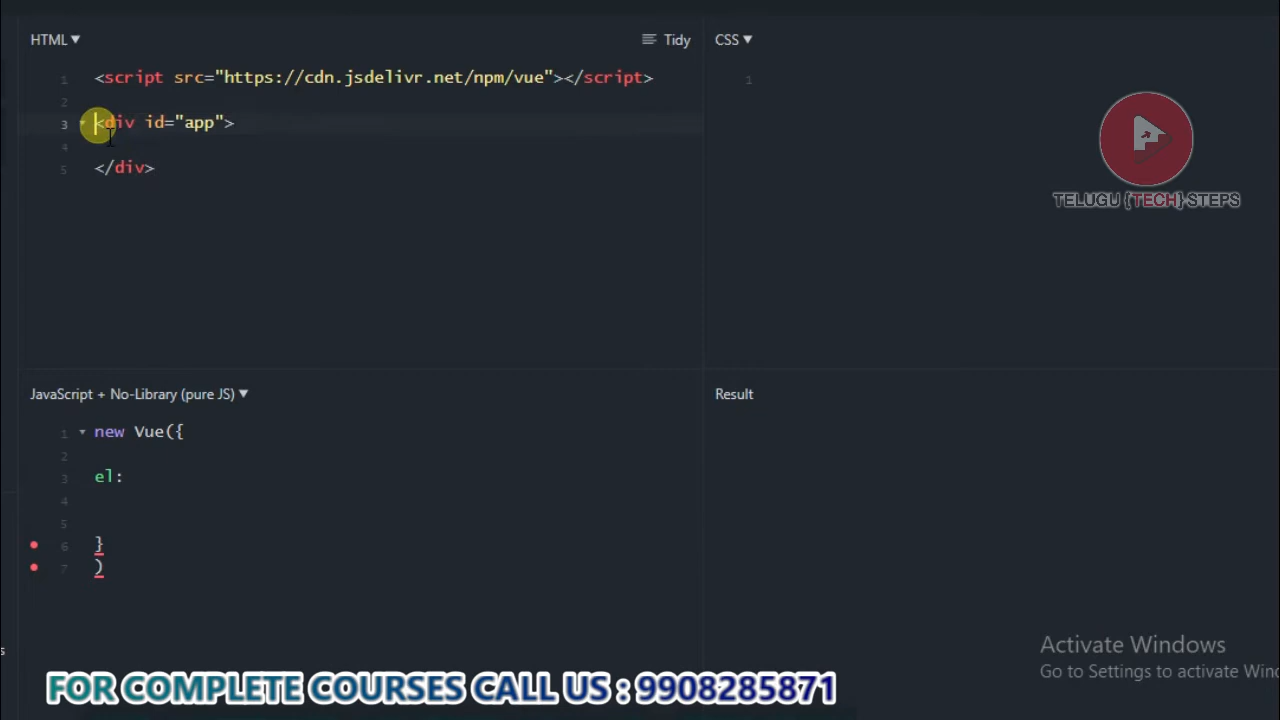 HTML▼
Tidy
CSS▼
1 <script src="https://cdn.jsdelivr.net/npm/vue"></script>
2
3 <div id="app">
4
5 </div>
1
TELUGU {TECH} STEPS
JavaScript + No-Library (pure JS)▼
Result
1 new Vue({
2
3 el:
4
5
6 }
7 )
s
Activate Windows
Go to Settings to activate Win
FOR COMPLETE COURSES CALL US : 9908285871